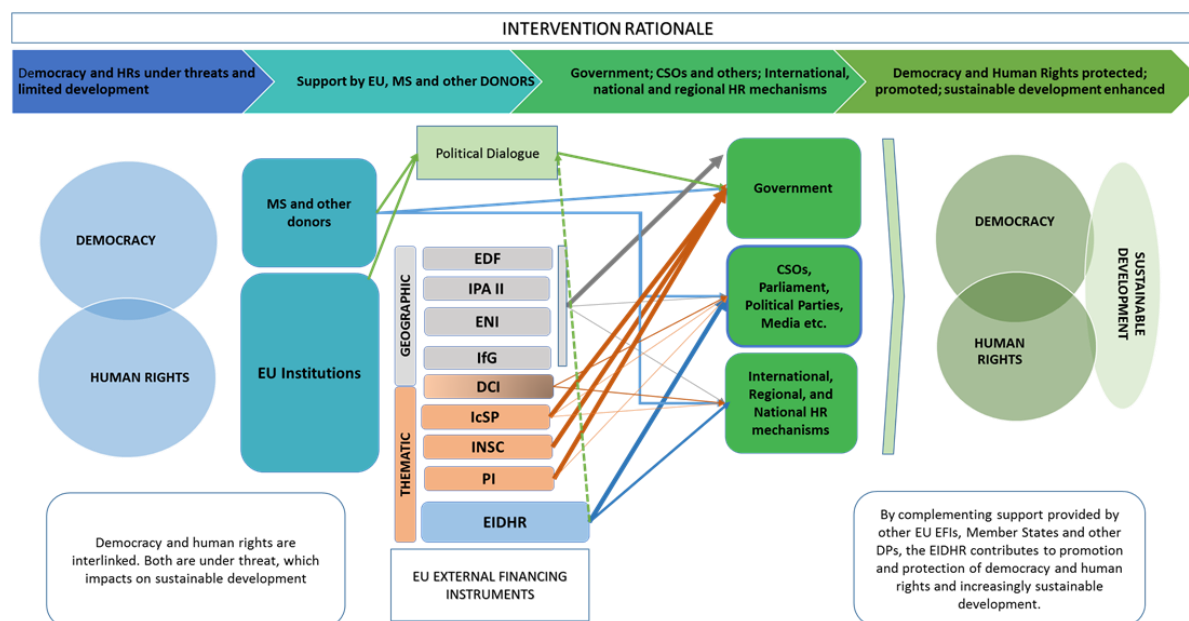 INTERVENTION RATIONALE
Democracy and HRs under threats and
limited development
Support by EU, MS and other DONORS
Government; CSOs and others; International,
national and regional HR mechanisms
Democracy and Human Rights protected;
promoted; sustainable development enhanced
DEMOCRACY
HUMAN RIGHTS
MS and other
donors
EU Institutions
Political Dialogue
GEOGRAPHIC
EDF
IPA II
ENI
IfG
THEMATIC
DCI
IcSP
INSC
PI
EIDHR
EU EXTERNAL FINANCING
INSTRUMENTS
Government
CSOs,
Parliament,
Political Parties,
Media etc.
International,
Regional, and
National HR
mechanisms
DEMOCRACY
HUMAN
RIGHTS
SUSTAINABLE
DEVELOPMENT
Democracy and human rights are
interlinked. Both are under threat, which
impacts on sustainable development
By complementing support provided by
other EU EFIs, Member States and other
DPs, the EIDHR contributes to promotion
and protection of democracy and human
rights and increasingly sustainable
development.